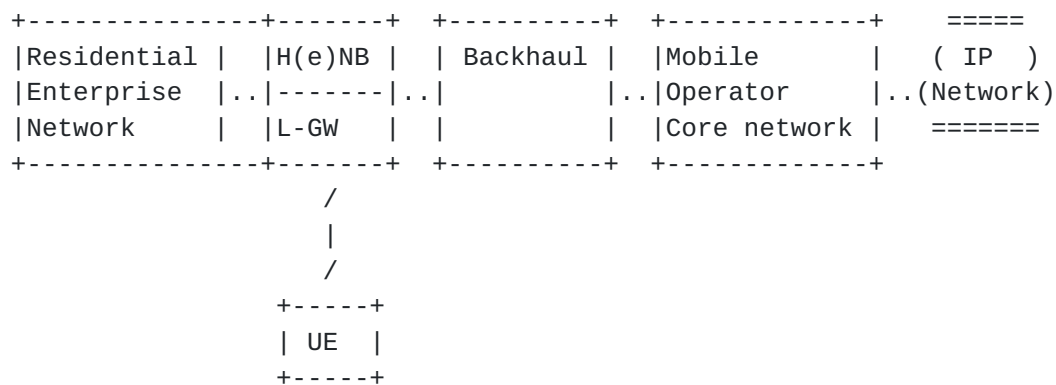 +---------------+-------+  +----------+  +-------------+    =====
|Residential |  |H(e)NB |  | Backhaul |  |Mobile       |   ( IP  )
|Enterprise  |..|-------|..|          |..|Operator     |..(Network)
|Network     |  |L-GW   |  |          |  |Core network |   =======
+---------------+-------+  +----------+  +-------------+
                  /
                  |
                  /
               +-----+
               | UE  |
               +-----+